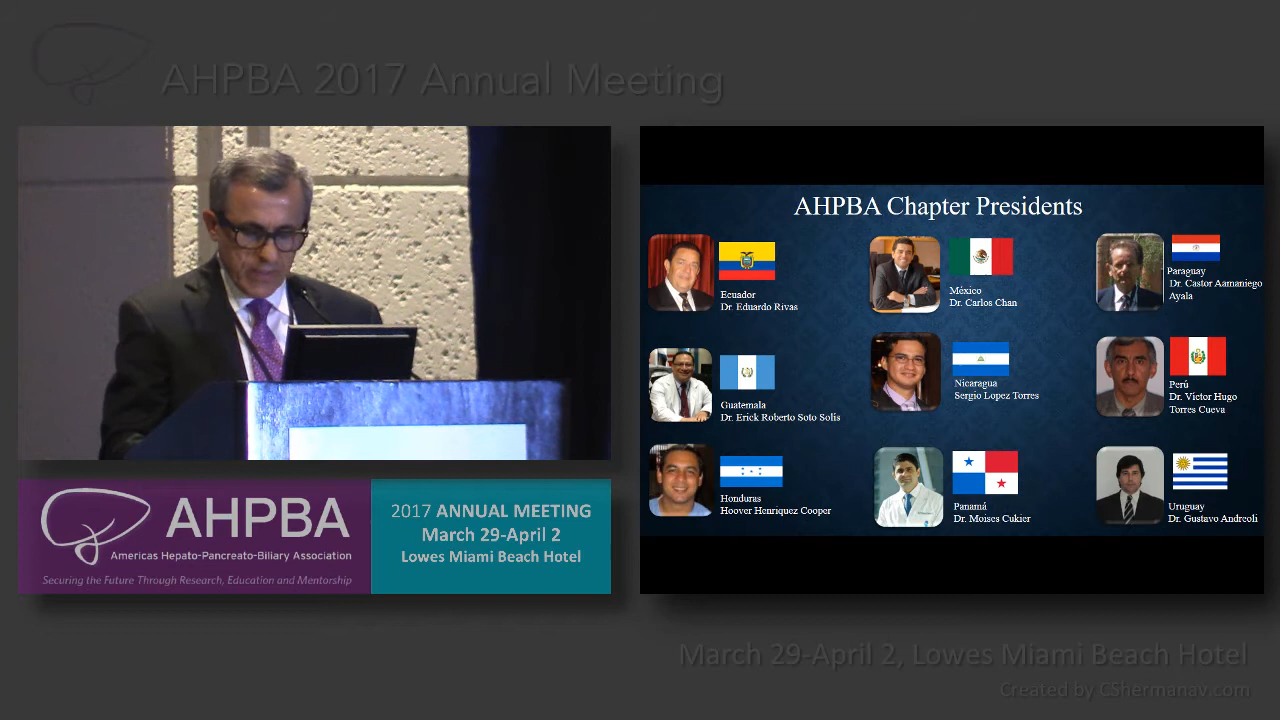 AHPBA 2017 Annual Meeting
AHPBA
Americas Hepato-Pancreato-Biliary Association
Securing the Future Through Research, Education and Mentorship
2017 ANNUAL MEETING
March 29-April 2
Lowes Miami Beach Hotel
AHPBA Chapter Presidents
Ecuador
Dr. Eduardo Rivas
México
Dr. Carlos Chan
Paraguay
Dr. Castor Aamaniego
Ayala
Guatemala
Dr. Erick Roberto Soto Solis
Nicaragua
Sergio Lopez Torres
Perú
Dr. Victor Hugo
Torres Cueva
Honduras
Hoover Henriquez Cooper
Panamá
Dr. Moises Cukier
Uruguay
Dr. Gustavo Andreoli
March 29-April 2, Lowes Miami Beach Hotel
Created by CShermanav.com